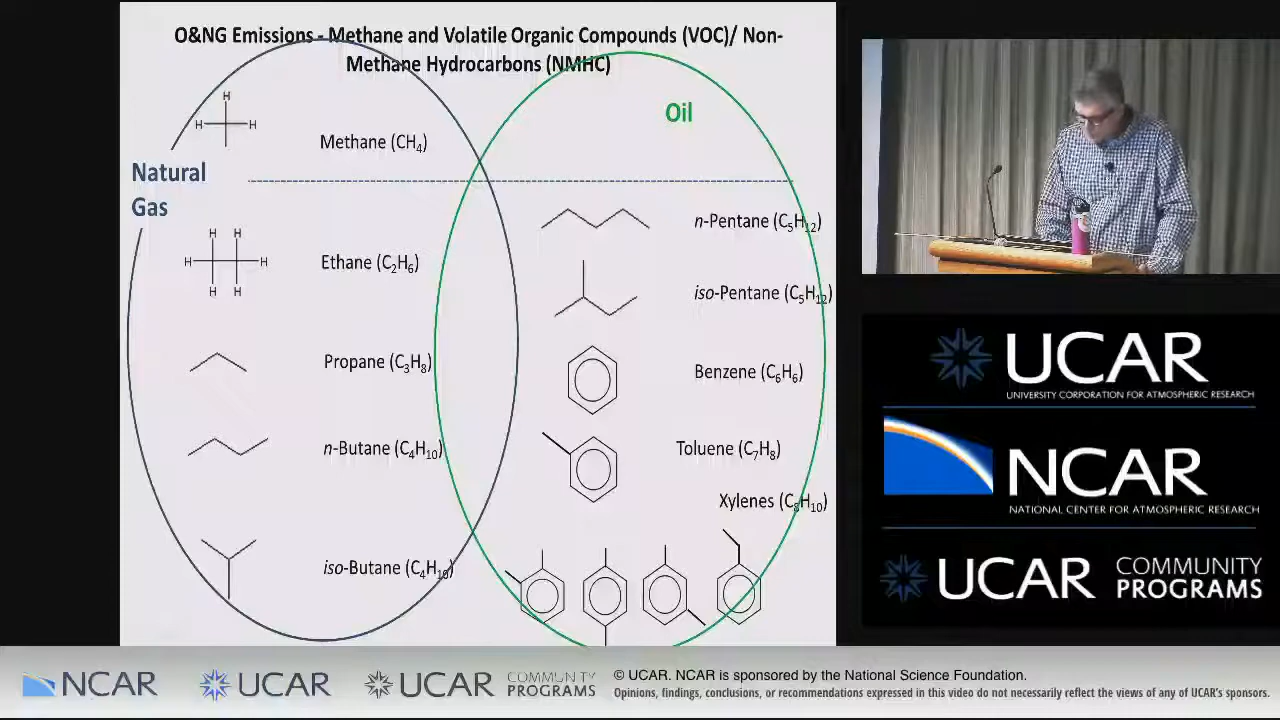 O&NG Emissions - Methane and Volatile Organic Compounds (VOC)/ Non-
Methane Hydrocarbons (NMHC)
Oil
H
H H
Methane (CH₄)
Natural
Gas
n-Pentane (C₅H₁₂)
H H
H H
Ethane (C₂H₆)
H H
iso-Pentane (C₅H₁₂)
Propane (C₃H₈)
Benzene (C₆H₆)
n-Butane (C₄H₁₀)
Toluene (C₇H₈)
Xylenes (C₈H₁₀)
iso-Butane (C₄H₁₀)
UCAR
UNIVERSITY CORPORATION FOR ATMOSPHERIC RESEARCH
NCAR
NATIONAL CENTER FOR ATMOSPHERIC RESEARCH
UCAR COMMUNITY
PROGRAMS
NCAR UCAR UCAR COMMUNITY
PROGRAMS
© UCAR. NCAR is sponsored by the National Science Foundation.
Opinions, findings, conclusions, or recommendations expressed in this video do not necessarily reflect the views of any of UCAR's sponsors.